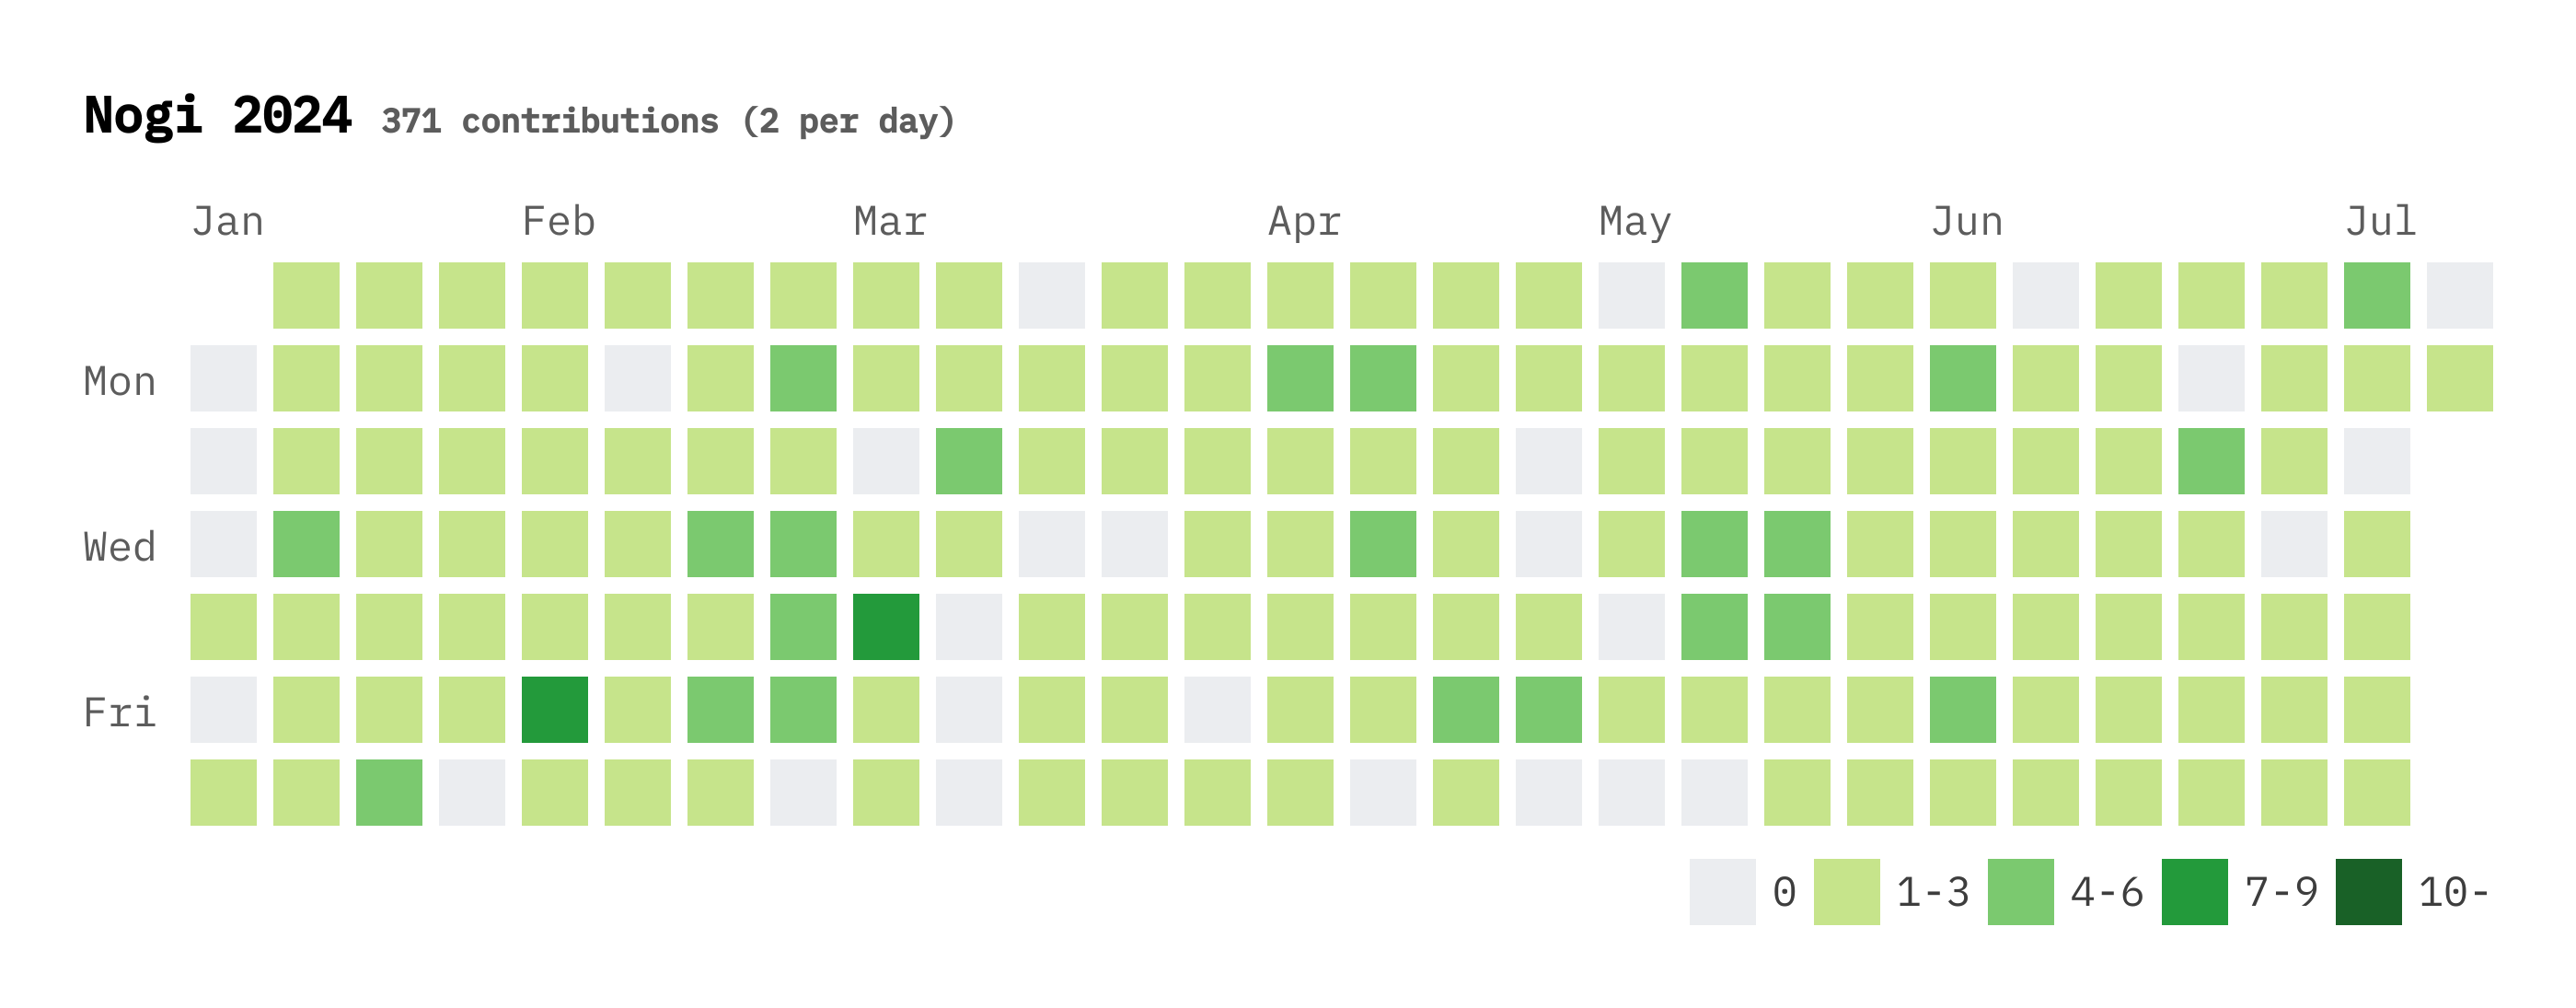 Nogi 2024 371 contributions (2 per day)
Jan Feb Mar Apr May Jun Jul
Mon
Wed
Fri
0 1-3 4-6 7-9 10-